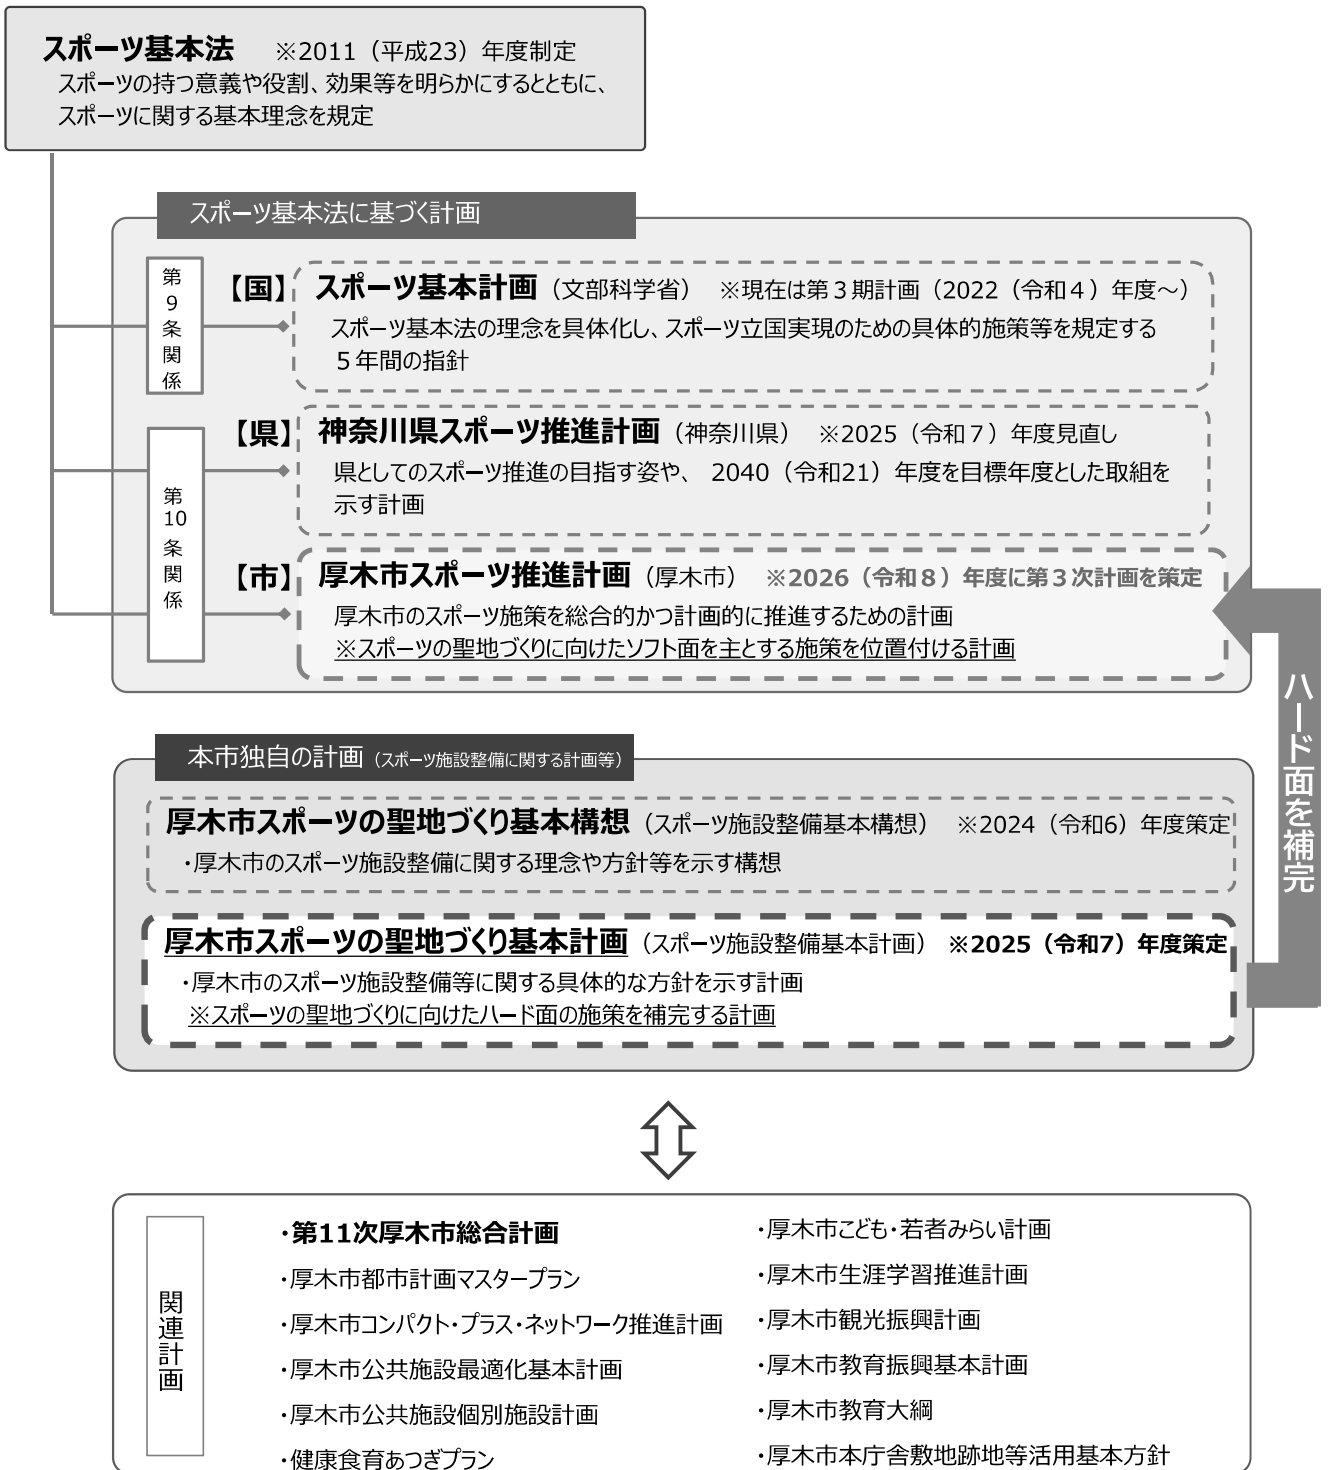 スポーツ基本法 ※2011（平成23）年度制定
スポーツの持つ意義や役割、効果等を明らかにするとともに、
スポーツに関する基本理念を規定
スポーツ基本法に基づく計画
第9条関係
【国】 スポーツ基本計画（文部科学省） ※現在は第３期計画（2022（令和４）年度～）
スポーツ基本法の理念を具体化し、スポーツ立国実現のための具体的施策等を規定する
５年間の指針
第10条関係
【県】 神奈川県スポーツ推進計画（神奈川県） ※2025（令和７）年度見直し
県としてのスポーツ推進の目指す姿や、 2040（令和21）年度を目標年度とした取組を
示す計画
【市】 厚木市スポーツ推進計画（厚木市） ※2026（令和８）年度に第３次計画を策定
厚木市のスポーツ施策を総合的かつ計画的に推進するための計画
※スポーツの聖地づくりに向けたソフト面を主とする施策を位置付ける計画
ハード面を補完
本市独自の計画（スポーツ施設整備に関する計画等）
厚木市スポーツの聖地づくり基本構想（スポーツ施設整備基本構想） ※2024（令和6）年度策定
・厚木市のスポーツ施設整備に関する理念や方針等を示す構想
厚木市スポーツの聖地づくり基本計画（スポーツ施設整備基本計画） ※2025（令和7）年度策定
・厚木市のスポーツ施設整備等に関する具体的な方針を示す計画
※スポーツの聖地づくりに向けたハード面の施策を補完する計画
関連計画
・第11次厚木市総合計画
・厚木市都市計画マスタープラン
・厚木市コンパクト・プラス・ネットワーク推進計画
・厚木市公共施設最適化基本計画
・厚木市公共施設個別施設計画
・健康食育あつぎプラン
・厚木市こども・若者みらい計画
・厚木市生涯学習推進計画
・厚木市観光振興計画
・厚木市教育振興基本計画
・厚木市教育大綱
・厚木市本庁舎敷地跡地等活用基本方針